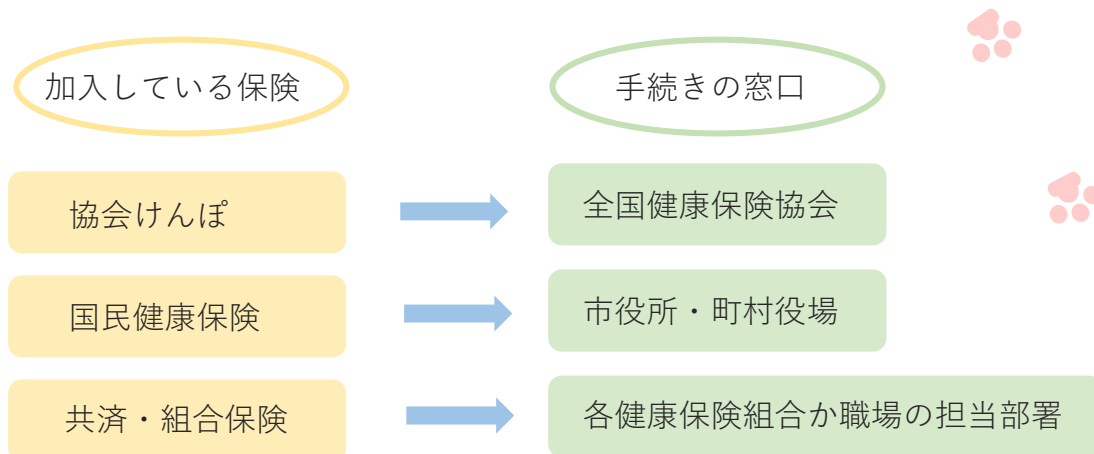 加入している保険
手続きの窓口
協会けんぽ
全国健康保険協会
国民健康保険
市役所・町村役場
共済・組合保険
各健康保険組合か職場の担当部署